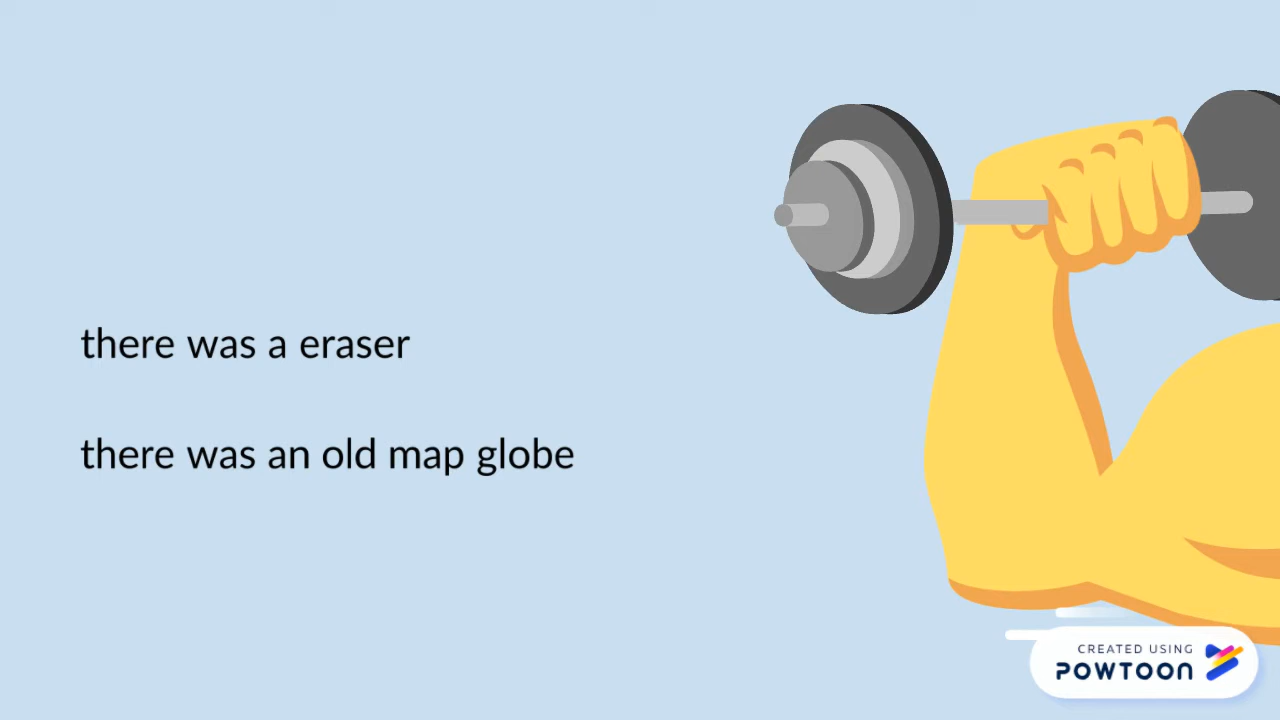 there was a eraser
there was an old map globe
CREATED USING
POWTOON